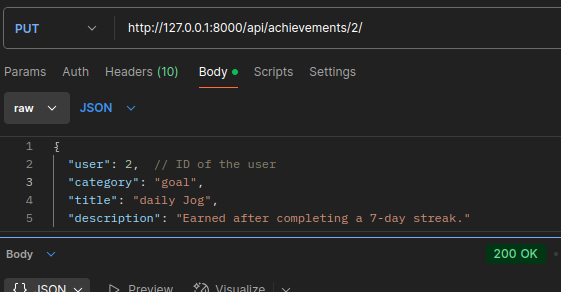 PUT http://127.0.0.1:8000/api/achievements/2/
Params Auth Headers (10) Body Scripts Settings
raw JSON
1 {
2 "user": 2, // ID of the user
3 "category": "goal",
4 "title": "daily Jog",
5 "description": "Earned after completing a 7-day streak."
Body 200 OK
{} JSON Preview Visualize